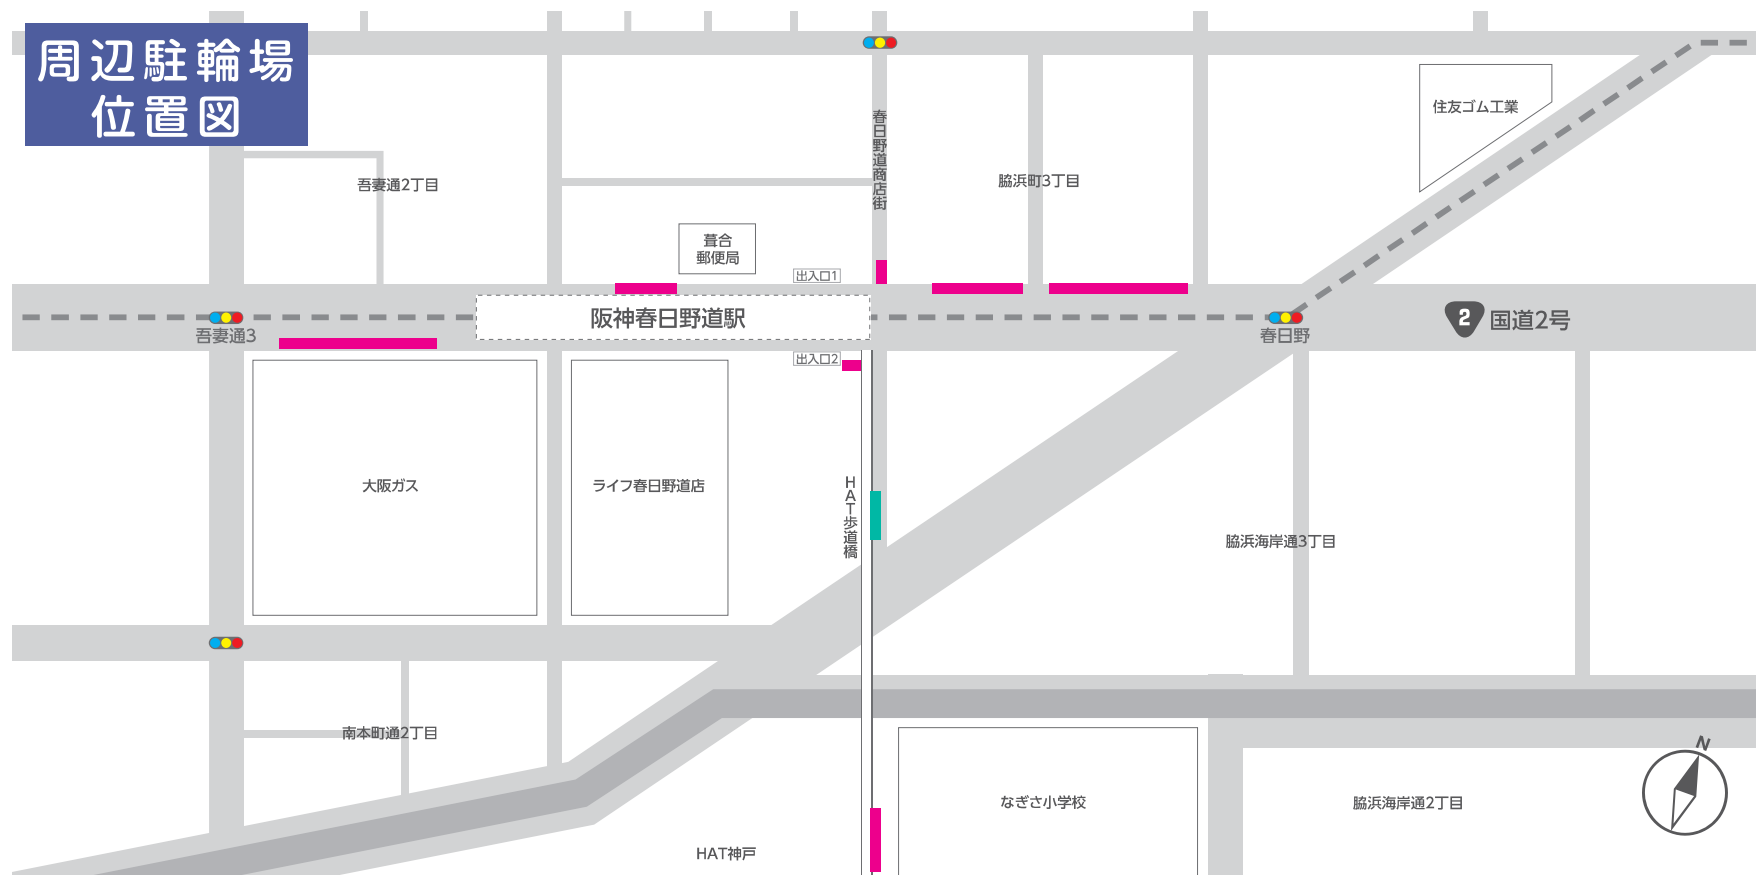 周辺駐輪場
位置図
住友ゴム工業
春日野道商店街
吾妻通2丁目
脇浜町3丁目
葺合
郵便局
出入口1
阪神春日野道駅
吾妻通3
春日野
2
国道2号
出入口2
大阪ガス
ライフ春日野道店
HAT歩道橋
脇浜海岸通3丁目
南本町通2丁目
N
なぎさ小学校
脇浜海岸通2丁目
HAT神戸